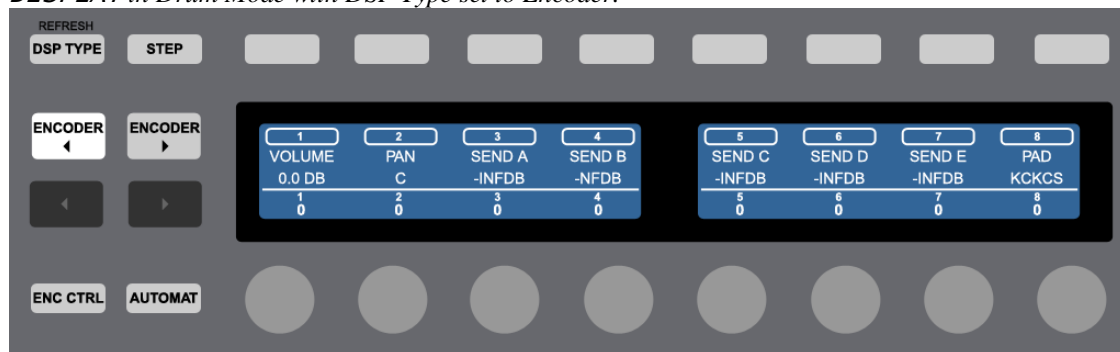 in Drum Mode with DSP Type set to Encoder.
REFRESH
DSP TYPE STEP
ENCODER ENCODER
1 2 3 4 5 6 7 8
VOLUME PAN SEND A SEND B SEND C SEND D SEND E PAD
0.0 DB C -INFDB -NFDB -INFDB -INFDB -INFDB KCKCS
1 2 3 4 5 6 7 8
0 0 0 0 0 0 0 0
ENC CTRL AUTOMAT